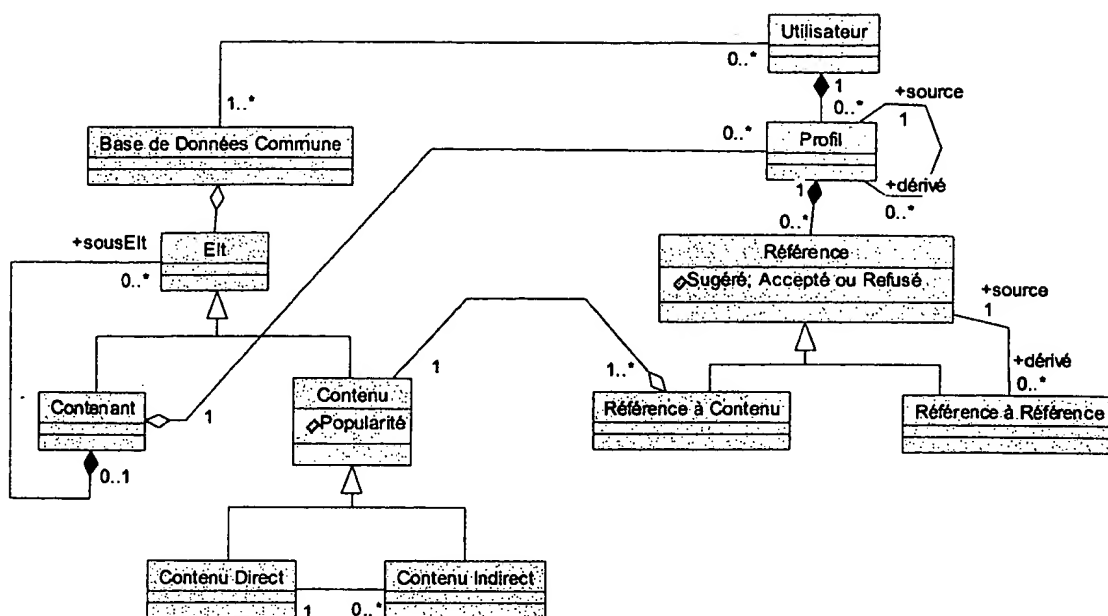 Utilisateur
0..*
1
+source
1..*
0..*
1
Base de Données Commune
0..*
Profil
+dérivé
1
0..*
+sousElt
Elt
0..*
0..*
Référence
Sugéré; Accepté ou Refusé
+source
1
1
1..*
+dérivé
0..*
Contenu
Contenant
1
Popularité
Référence à Contenu
Référence à Référence
0..1
Contenu Direct
Contenu Indirect
1
0..*